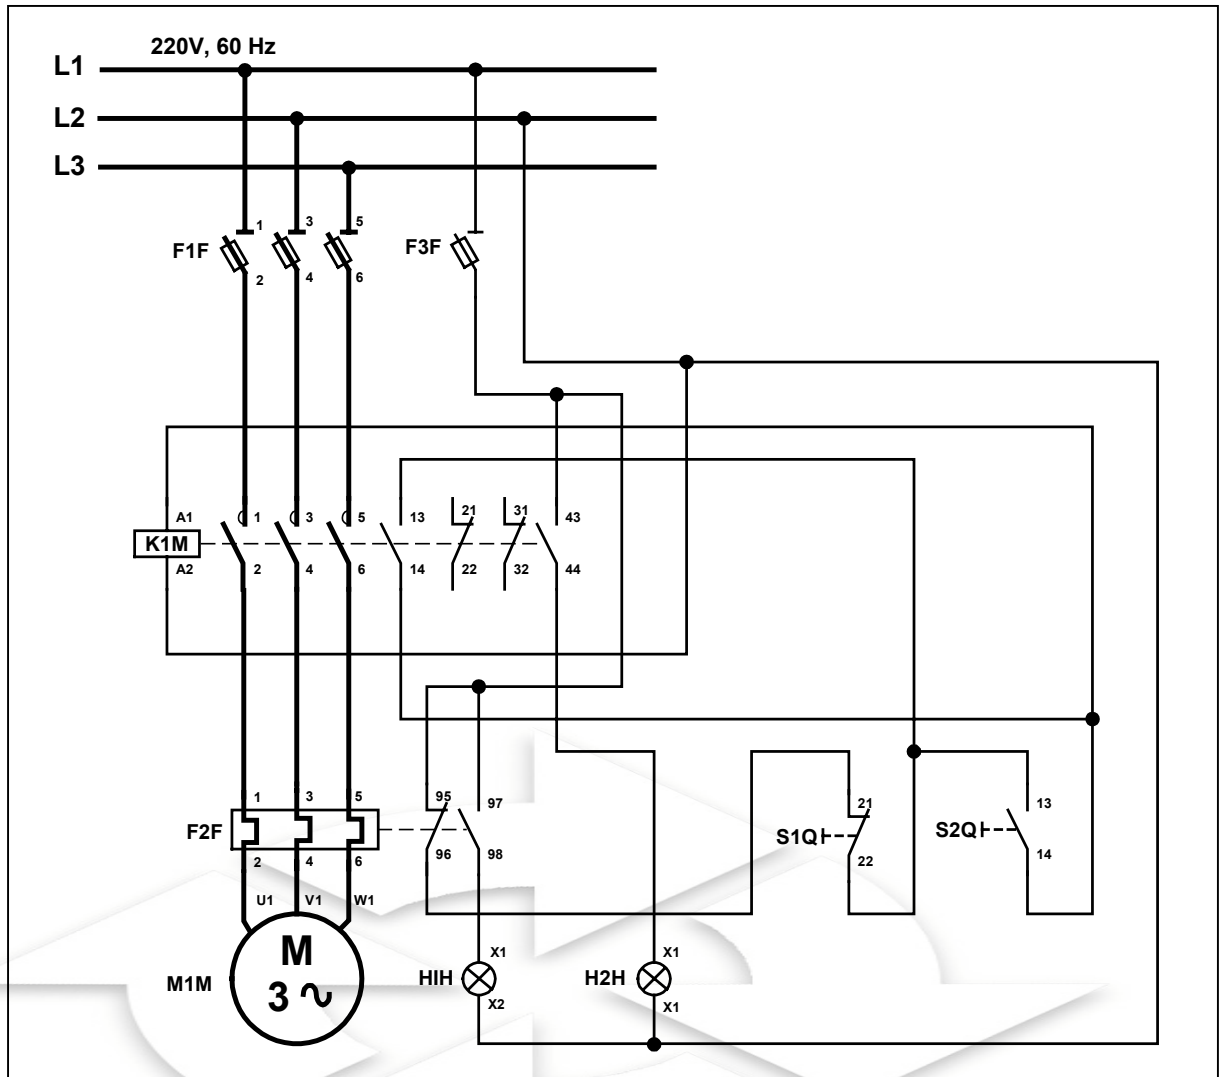 220V, 60 Hz
L1
L2
L3
F1F
1 3 5
2 4 6
F3F
A1 1 3 5 13 21 31 43
K1M
A2 2 4 6 14 22 32 44
1 3 5
F2F
2 4 6
95 97
96 98
21
S1Q
22
13
S2Q
14
U1 V1 W1
M
3
M1M
X1
HIH
X2
X1
H2H
X1